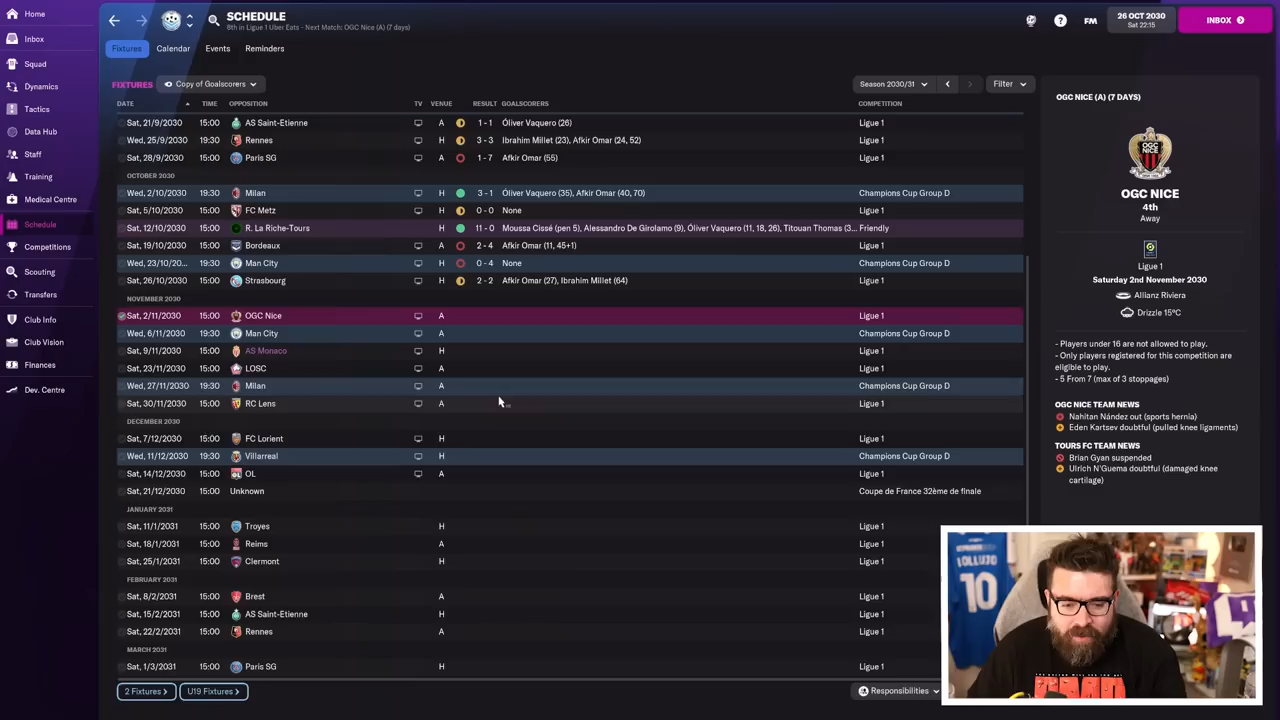 Home
Inbox
Squad
Dynamics
Tactics
Data Hub
Staff
Training
Medical Centre
Schedule
Competitions
Scouting
Transfers
Club Info
Club Vision
Finances
Dev. Centre
SCHEDULE
8th in Ligue 1 Uber Eats - Next Match: OGC Nice (A) (7 days)
FM
26 OCT 2030
Sat 22:15
INBOX
Fixtures Calendar Events Reminders
FIXTURES Copy of Goalscorers Season 2030/31 Filter
DATE TIME OPPOSITION TV VENUE RESULT GOALSCORERS COMPETITION
Sat, 21/9/2030 15:00 AS Saint-Etienne A 1 - 1 Óliver Vaquero (26) Ligue 1
Wed, 25/9/2030 19:30 Rennes H 3 - 3 Ibrahim Millet (23), Afkir Omar (24, 52) Ligue 1
Sat, 28/9/2030 15:00 Paris SG A 1 - 7 Afkir Omar (55) Ligue 1
OCTOBER 2030
Wed, 2/10/2030 19:30 Milan H 3 - 1 Óliver Vaquero (35), Afkir Omar (40, 70) Champions Cup Group D
Sat, 5/10/2030 15:00 FC Metz H 0 - 0 None Ligue 1
Sat, 12/10/2030 15:00 R. La Riche-Tours H 11 - 0 Moussa Cissé (pen 5), Alessandro De Girolamo (9), Óliver Vaquero (11, 18, 26), Titouan Thomas (3... Friendly
Sat, 19/10/2030 15:00 Bordeaux A 2 - 4 Afkir Omar (11, 45+1) Ligue 1
Wed, 23/10/20... 19:30 Man City H 0 - 4 None Champions Cup Group D
Sat, 26/10/2030 15:00 Strasbourg H 2 - 2 Afkir Omar (27), Ibrahim Millet (64) Ligue 1
NOVEMBER 2030
Sat, 2/11/2030 15:00 OGC Nice A Ligue 1
Wed, 6/11/2030 19:30 Man City A Champions Cup Group D
Sat, 9/11/2030 15:00 AS Monaco H Ligue 1
Sat, 23/11/2030 15:00 LOSC A Ligue 1
Wed, 27/11/2030 19:30 Milan A Champions Cup Group D
Sat, 30/11/2030 15:00 RC Lens A Ligue 1
DECEMBER 2030
Sat, 7/12/2030 15:00 FC Lorient H Ligue 1
Wed, 11/12/2030 19:30 Villarreal H Champions Cup Group D
Sat, 14/12/2030 15:00 OL A Ligue 1
Sat, 21/12/2030 15:00 Unknown Coupe de France 32ème de finale
JANUARY 2031
Sat, 11/1/2031 15:00 Troyes H Ligue 1
Sat, 18/1/2031 15:00 Reims A Ligue 1
Sat, 25/1/2031 15:00 Clermont H Ligue 1
FEBRUARY 2031
Sat, 8/2/2031 15:00 Brest A Ligue 1
Sat, 15/2/2031 15:00 AS Saint-Etienne H Ligue 1
Sat, 22/2/2031 15:00 Rennes A Ligue 1
MARCH 2031
Sat, 1/3/2031 15:00 Paris SG H Ligue 1
2 Fixtures U19 Fixtures Responsibilities
OGC NICE (A) (7 DAYS)
OGC NICE
OGC NICE
4th
Away
Ligue 1
Saturday 2nd November 2030
Allianz Riviera
Drizzle 15°C
- Players under 16 are not allowed to play.
- Only players registered for this competition are
eligible to play.
- 5 From 7 (max of 3 stoppages)
OGC NICE TEAM NEWS
Nahitan Nández out (sports hernia)
Eden Kartsev doubtful (pulled knee ligaments)
TOURS FC TEAM NEWS
Brian Gyan suspended
Ulrich N'Guema doubtful (damaged knee
cartilage)
LOLLUJO
10